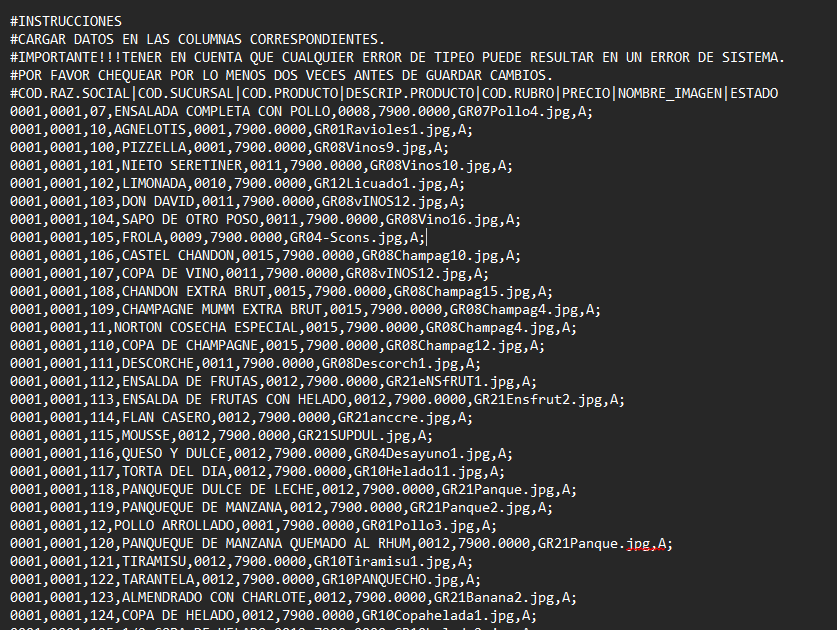 #INSTRUCCIONES
#CARGAR DATOS EN LAS COLUMNAS CORRESPONDIENTES.
#IMPORTANTE!!!TENER EN CUENTA QUE CUALQUIER ERROR DE TIPEO PUEDE RESULTAR EN UN ERROR DE SISTEMA.
#POR FAVOR CHEQUEAR POR LO MENOS DOS VECES ANTES DE GUARDAR CAMBIOS.
#COD.RAZ.SOCIAL|COD.SUCURSAL|COD.PRODUCTO|DESCRIP.PRODUCTO|COD.RUBRO|PRECIO|NOMBRE_IMAGEN|ESTADO
0001,0001,07,ENSALADA COMPLETA CON POLLO,0008,7900.0000,GR07Pollo4.jpg,A;
0001,0001,10,AGNELOTIS,0001,7900.0000,GR01Ravioles1.jpg,A;
0001,0001,100,PIZZELLA,0001,7900.0000,GR08Vinos9.jpg,A;
0001,0001,101,NIETO SERETINER,0011,7900.0000,GR08Vinos10.jpg,A;
0001,0001,102,LIMONADA,0010,7900.0000,GR12Licuado1.jpg,A;
0001,0001,103,DON DAVID,0011,7900.0000,GR08vINOS12.jpg,A;
0001,0001,104,SAPO DE OTRO POSO,0011,7900.0000,GR08Vino16.jpg,A;
0001,0001,105,FROLA,0009,7900.0000,GR04-Scons.jpg,A;
0001,0001,106,CASTEL CHANDON,0015,7900.0000,GR08Champag10.jpg,A;
0001,0001,107,COPA DE VINO,0011,7900.0000,GR08vINOS12.jpg,A;
0001,0001,108,CHANDON EXTRA BRUT,0015,7900.0000,GR08Champag15.jpg,A;
0001,0001,109,CHAMPAGNE MUMM EXTRA BRUT,0015,7900.0000,GR08Champag4.jpg,A;
0001,0001,11,NORTON COSECHA ESPECIAL,0015,7900.0000,GR08Champag4.jpg,A;
0001,0001,110,COPA DE CHAMPAGNE,0015,7900.0000,GR08Champag12.jpg,A;
0001,0001,111,DESCORCHE,0011,7900.0000,GR08Descorch1.jpg,A;
0001,0001,112,ENSALDA DE FRUTAS,0012,7900.0000,GR21eNSfRUT1.jpg,A;
0001,0001,113,ENSALDA DE FRUTAS CON HELADO,0012,7900.0000,GR21Ensfrut2.jpg,A;
0001,0001,114,FLAN CASERO,0012,7900.0000,GR21anccre.jpg,A;
0001,0001,115,MOUSSE,0012,7900.0000,GR21SUPDUL.jpg,A;
0001,0001,116,QUESO Y DULCE,0012,7900.0000,GR04Desayuno1.jpg,A;
0001,0001,117,TORTA DEL DIA,0012,7900.0000,GR10Helado11.jpg,A;
0001,0001,118,PANQUEQUE DULCE DE LECHE,0012,7900.0000,GR21Panque.jpg,A;
0001,0001,119,PANQUEQUE DE MANZANA,0012,7900.0000,GR21Panque2.jpg,A;
0001,0001,12,POLLO ARROLLADO,0001,7900.0000,GR01Pollo3.jpg,A;
0001,0001,120,PANQUEQUE DE MANZANA QUEMADO AL RHUM,0012,7900.0000,GR21Panque.jpg,A;
0001,0001,121,TIRAMISU,0012,7900.0000,GR10Tiramisu1.jpg,A;
0001,0001,122,TARANTELA,0012,7900.0000,GR10PANQUECHO.jpg,A;
0001,0001,123,ALMENDRADO CON CHARLOTE,0012,7900.0000,GR21Banana2.jpg,A;
0001,0001,124,COPA DE HELADO,0012,7900.0000,GR10Copahelada1.jpg,A;